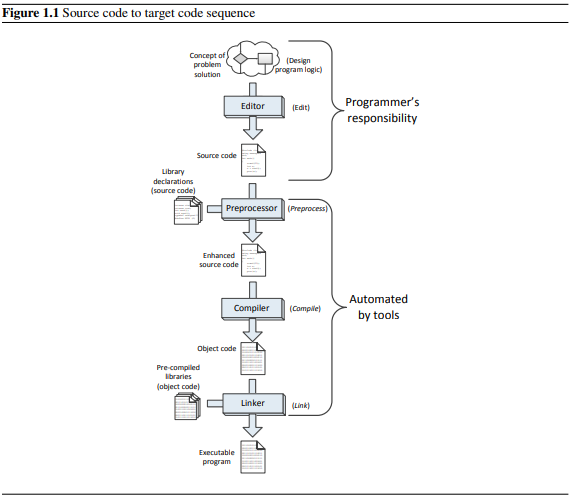 Figure 1.1 Source code to target code sequence
Concept of
problem
solution
(Design
program logic)
Editor
(Edit)
Programmer's
responsibility
Source code
Library
declarations
(source code)
Preprocessor
(Preprocess)
Enhanced
source code
Automated
by tools
Compiler
(Compile)
Object code
Pre-compiled
libraries
(object code)
Linker
(Link)
Executable
program